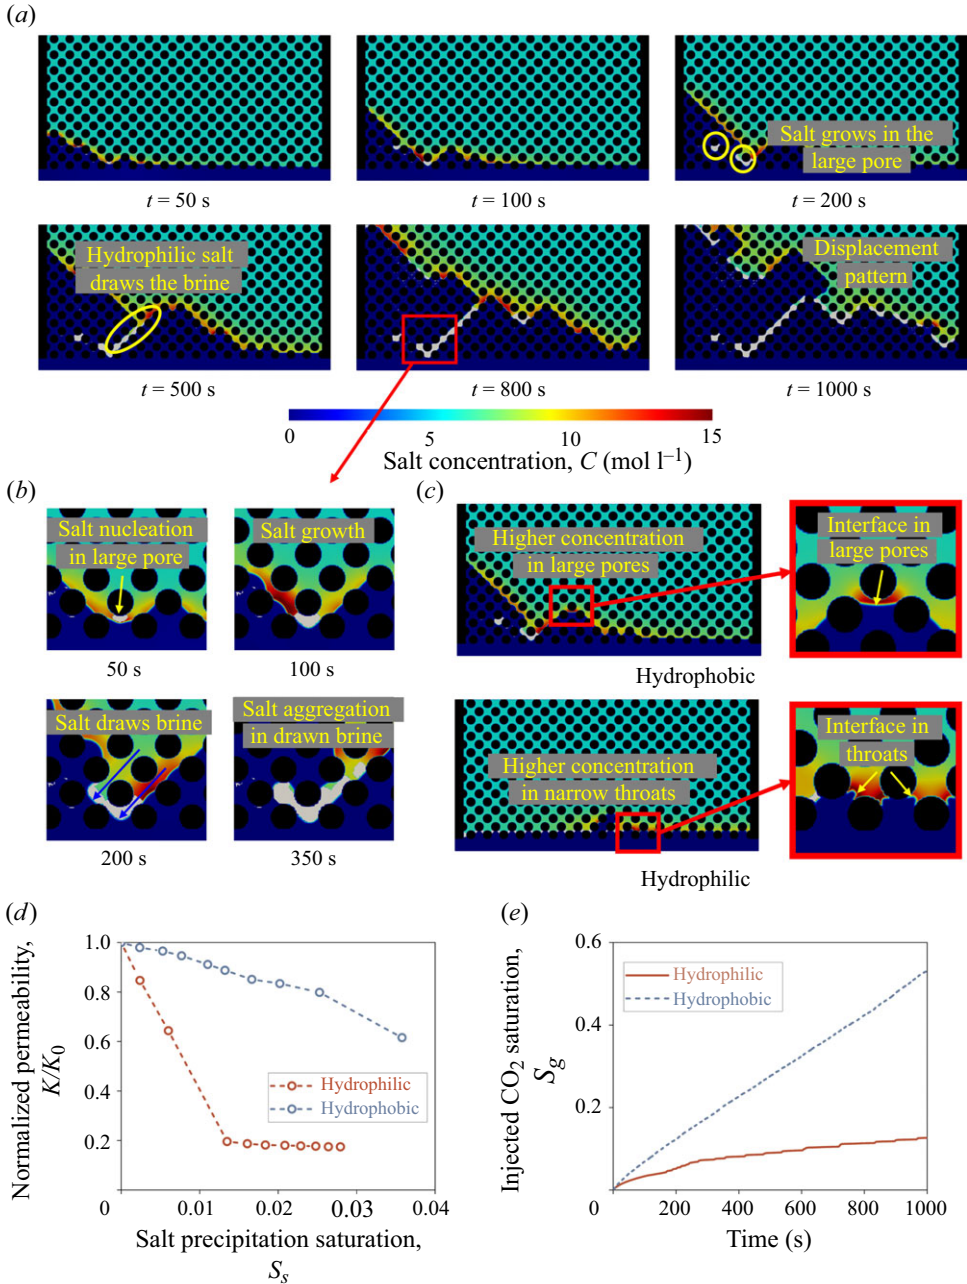 (a)
Salt grows in the
large pore
t = 50 s
t = 100 s
t = 200 s
Hydrophilic salt
draws the brine
Displacement
pattern
t = 500 s
t = 800 s
t = 1000 s
0
5
10
15
Salt concentration, C (mol l–1)
(b)
Salt nucleation
in large pore
Salt growth
50 s
100 s
Salt draws brine
Salt aggregation
in drawn brine
200 s
350 s
(c)
Higher concentration
in large pores
Interface in
large pores
Hydrophobic
Higher concentration
in narrow throats
Interface in
throats
Hydrophilic
(d)
Normalized permeability,
K/K0
1.0
0.8
0.6
0.4
0.2
0
0.01
0.02
0.03
0.04
Hydrophilic
Hydrophobic
Salt precipitation saturation,
Ss
(e)
Injected CO2 saturation,
Sg
0.6
0.4
0.2
0
200
400
600
800
1000
Hydrophilic
Hydrophobic
Time (s)